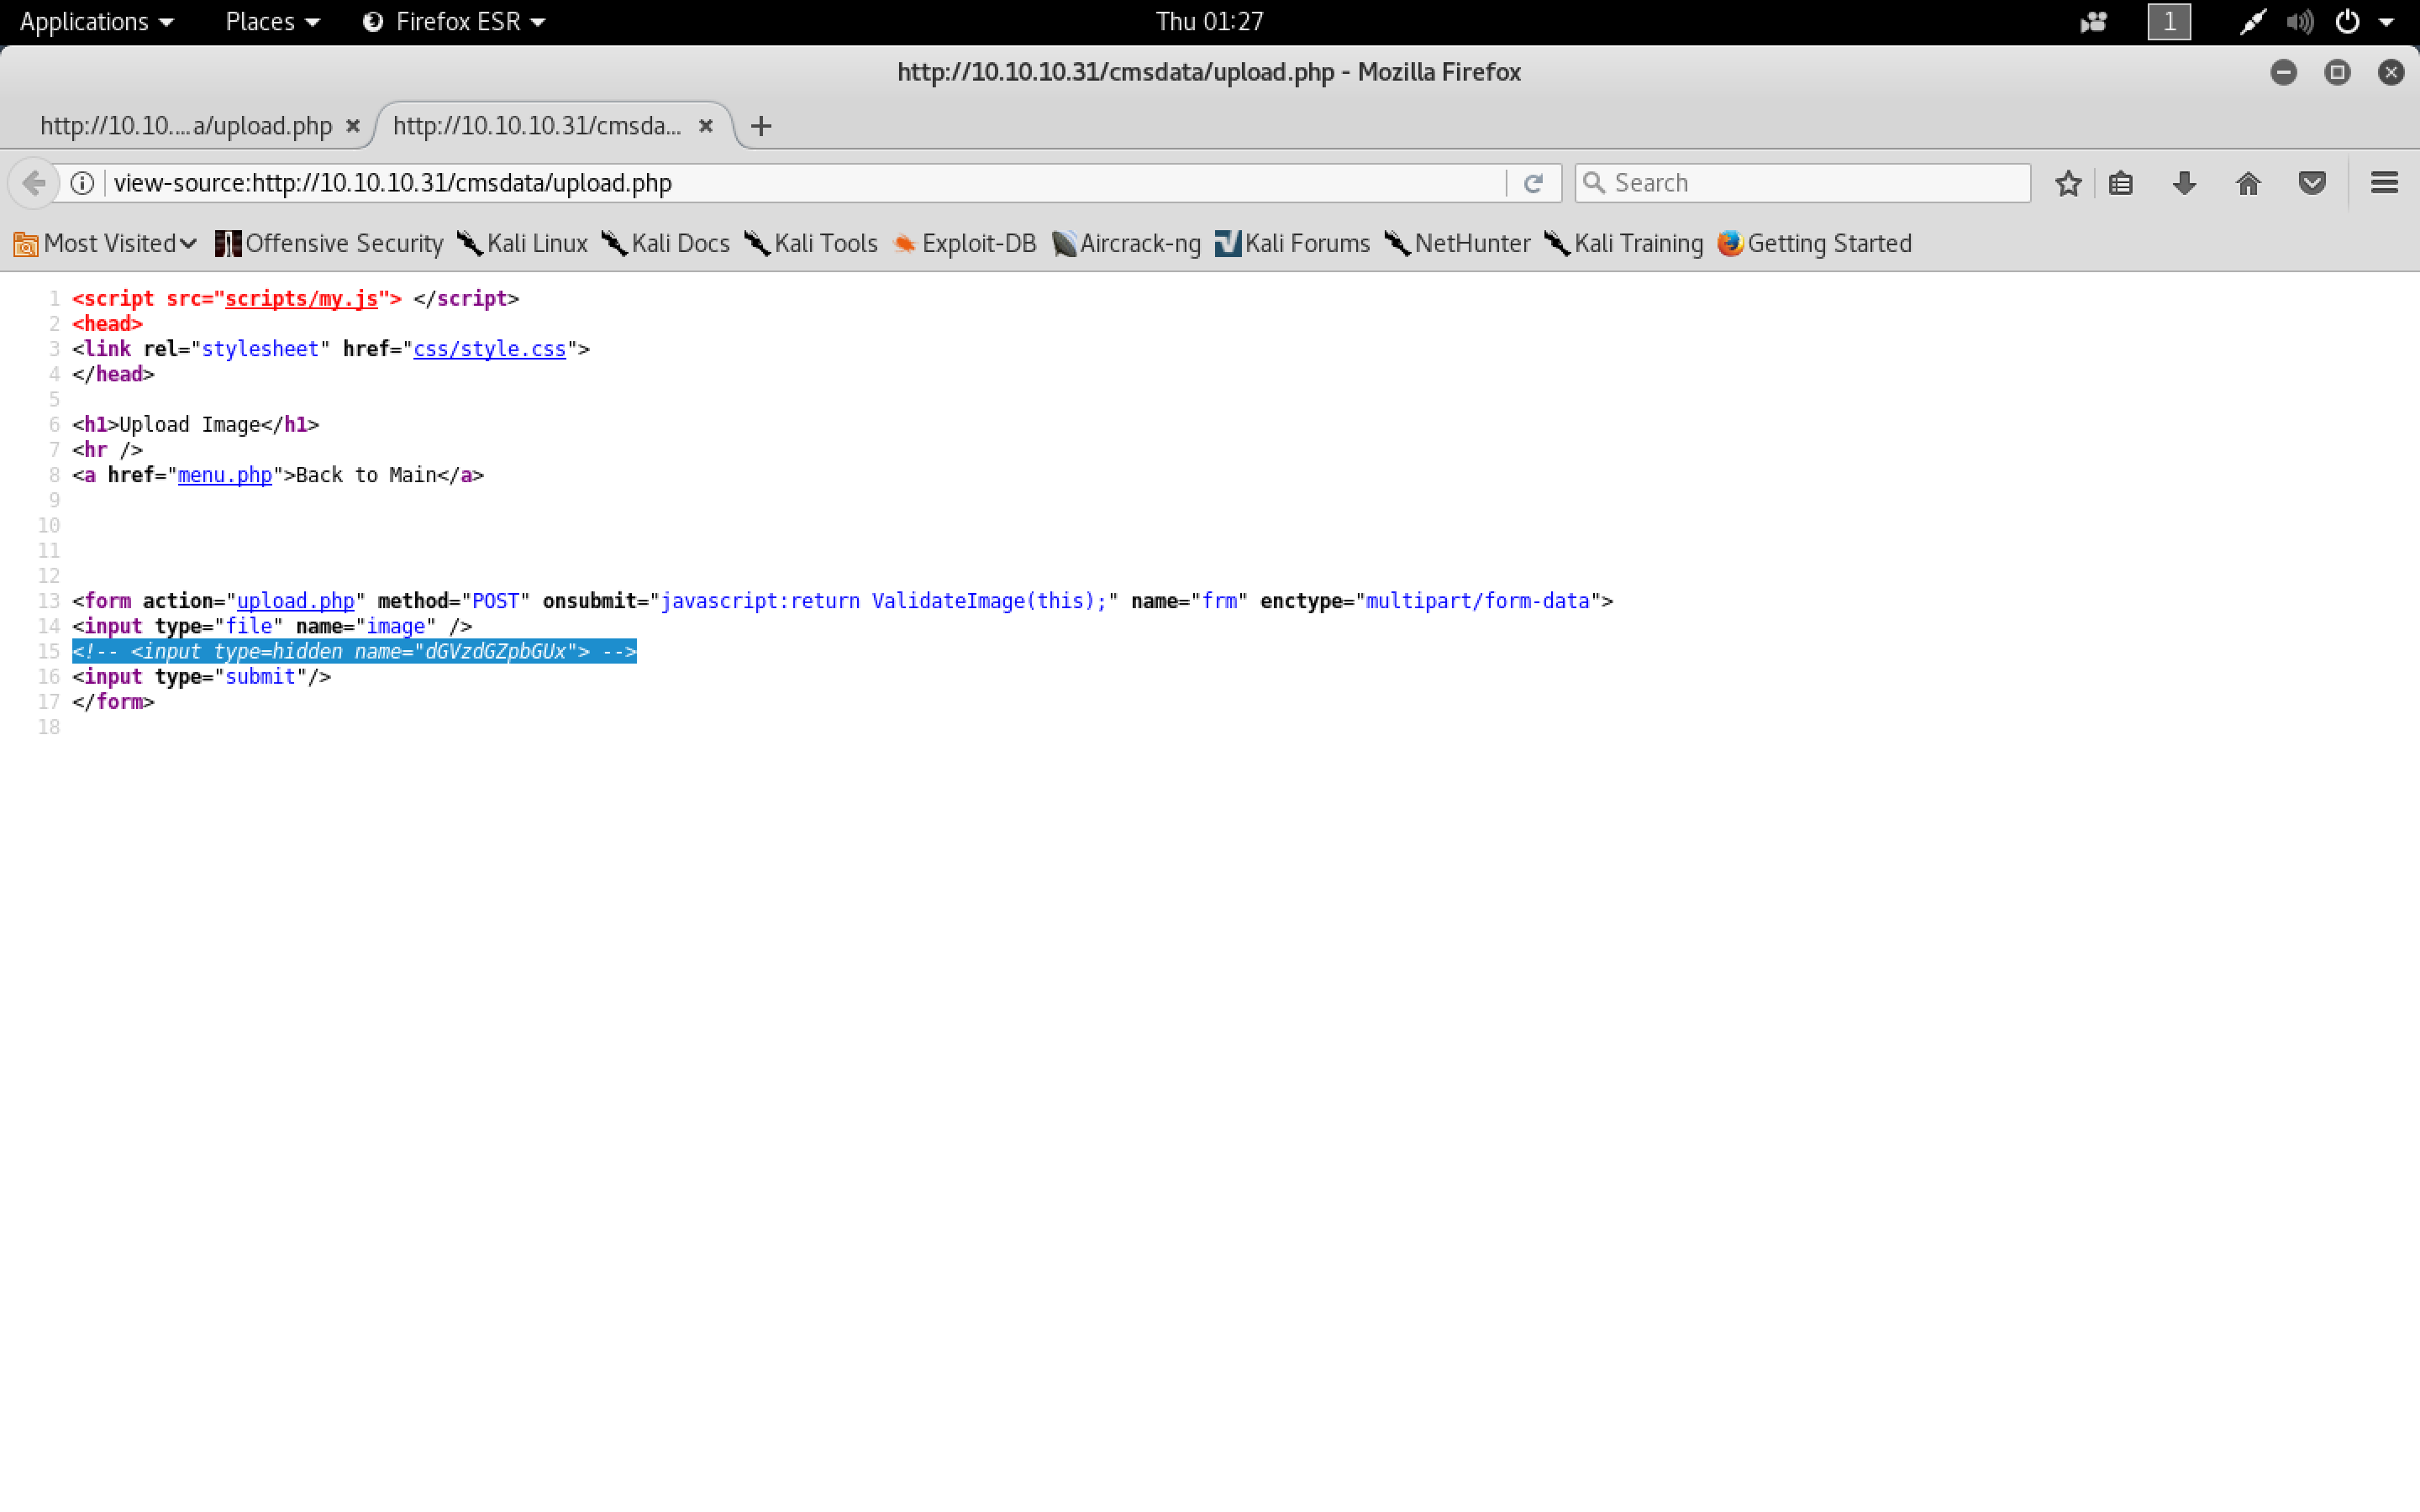 Applications Places Firefox ESR Thu 01:27 1
http://10.10.10.31/cmsdata/upload.php - Mozilla Firefox
http://10.10....a/upload.php http://10.10.10.31/cmsda...
view-source:http://10.10.10.31/cmsdata/upload.php Search
Most Visited Offensive Security Kali Linux Kali Docs Kali Tools Exploit-DB Aircrack-ng Kali Forums NetHunter Kali Training Getting Started
1 <script src="scripts/my.js"> </script>
2 <head>
3 <link rel="stylesheet" href="css/style.css">
4 </head>
5
6 <h1>Upload Image</h1>
7 <hr />
8 <a href="menu.php">Back to Main</a>
9
10
11
12
13 <form action="upload.php" method="POST" onsubmit="javascript:return ValidateImage(this);" name="frm" enctype="multipart/form-data">
14 <input type="file" name="image" />
15 <!-- <input type=hidden name="dGVzdGZpbGUx"> -->
16 <input type="submit"/>
17 </form>
18